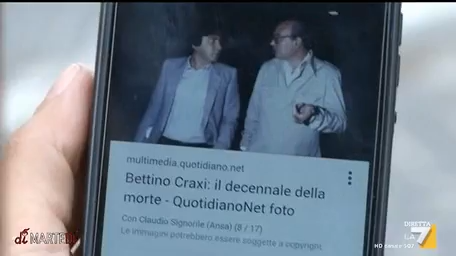 multimedia.quotidiano.net
Bettino Craxi: il decennale della
morte - QuotidianoNet foto
Con Claudio Signorile (Ansa) (8 / 17)
Le immagini potrebbero essere soggette a copyright
di MARTEDÌ
DIRETTA
LA 7